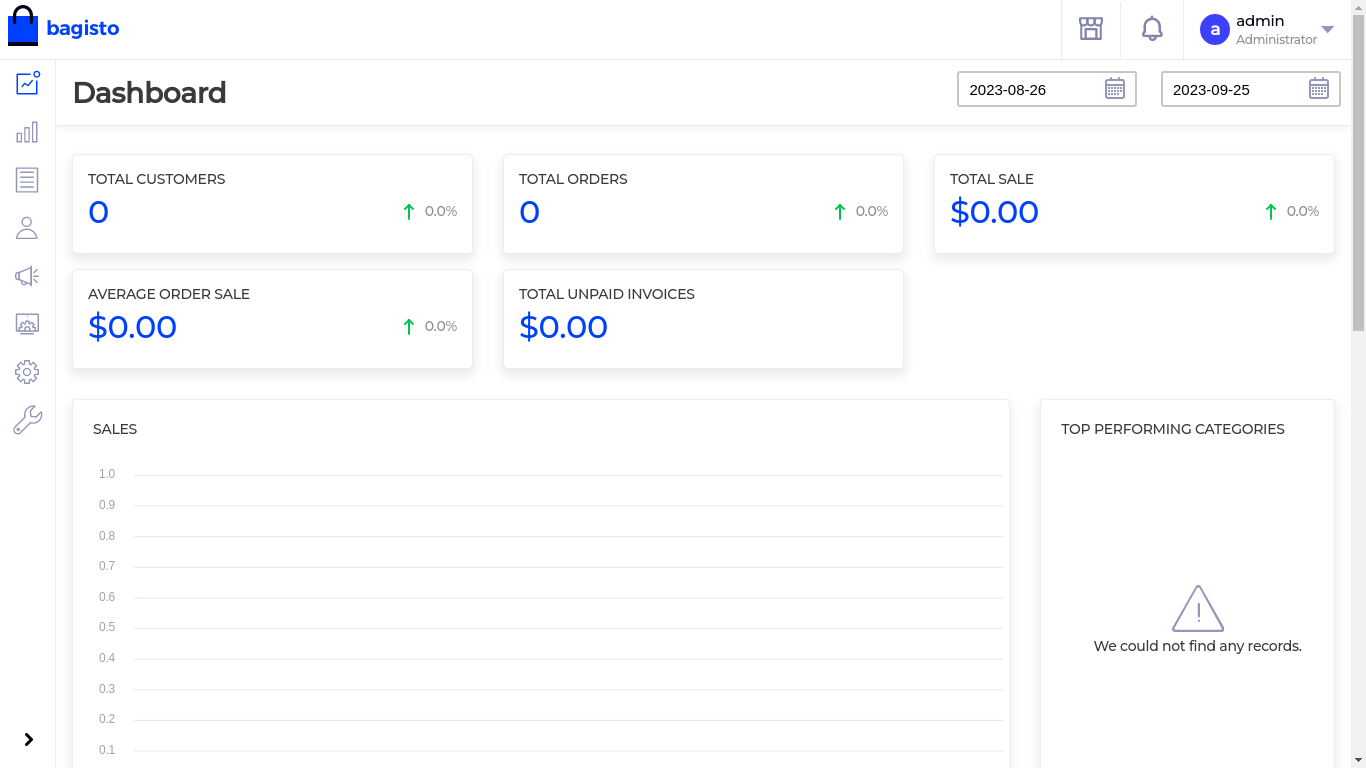 bagisto
a
admin
Administrator
Dashboard
2023-08-26
2023-09-25
TOTAL CUSTOMERS
0
0.0%
TOTAL ORDERS
0
0.0%
TOTAL SALE
$0.00
0.0%
AVERAGE ORDER SALE
$0.00
0.0%
TOTAL UNPAID INVOICES
$0.00
SALES
1.0
0.9
0.8
0.7
0.6
0.5
0.4
0.3
0.2
0.1
TOP PERFORMING CATEGORIES
We could not find any records.